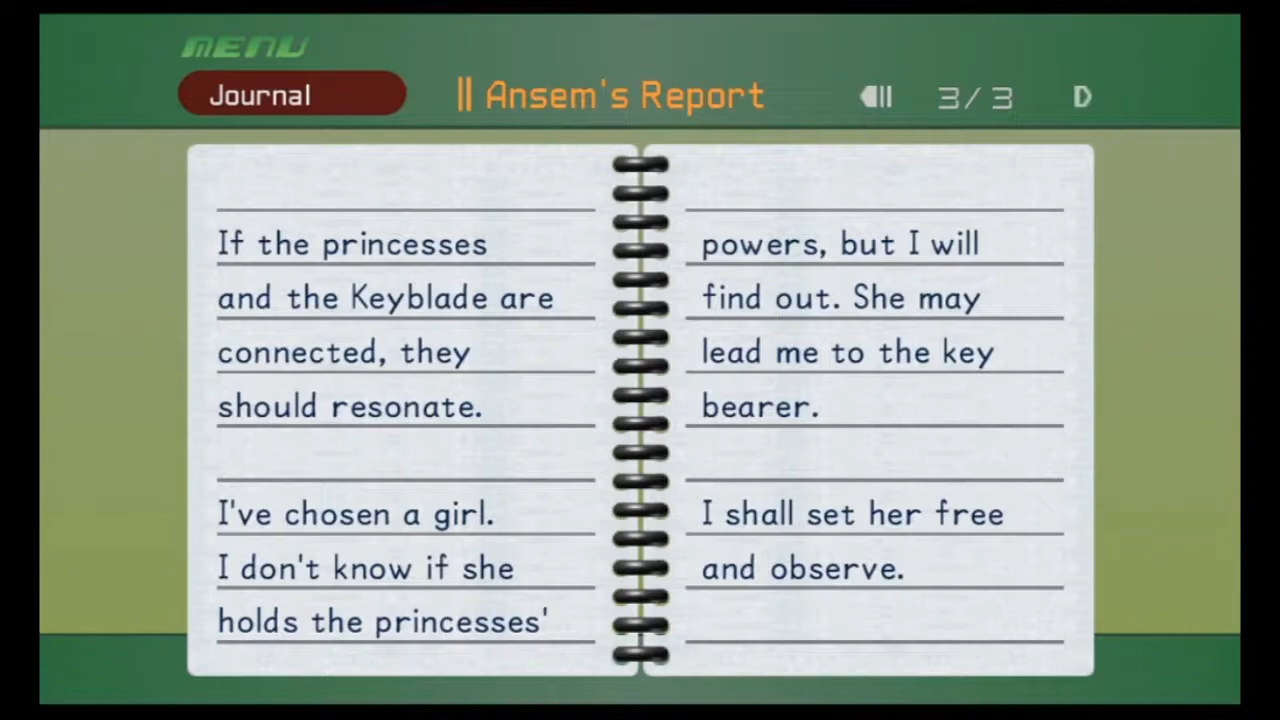 MENU
Journal
Ansem's Report
3/3
If the princesses
and the Keyblade are
connected, they
should resonate.
I've chosen a girl.
I don't know if she
holds the princesses'
powers, but I will
find out. She may
lead me to the key
bearer.
I shall set her free
and observe.